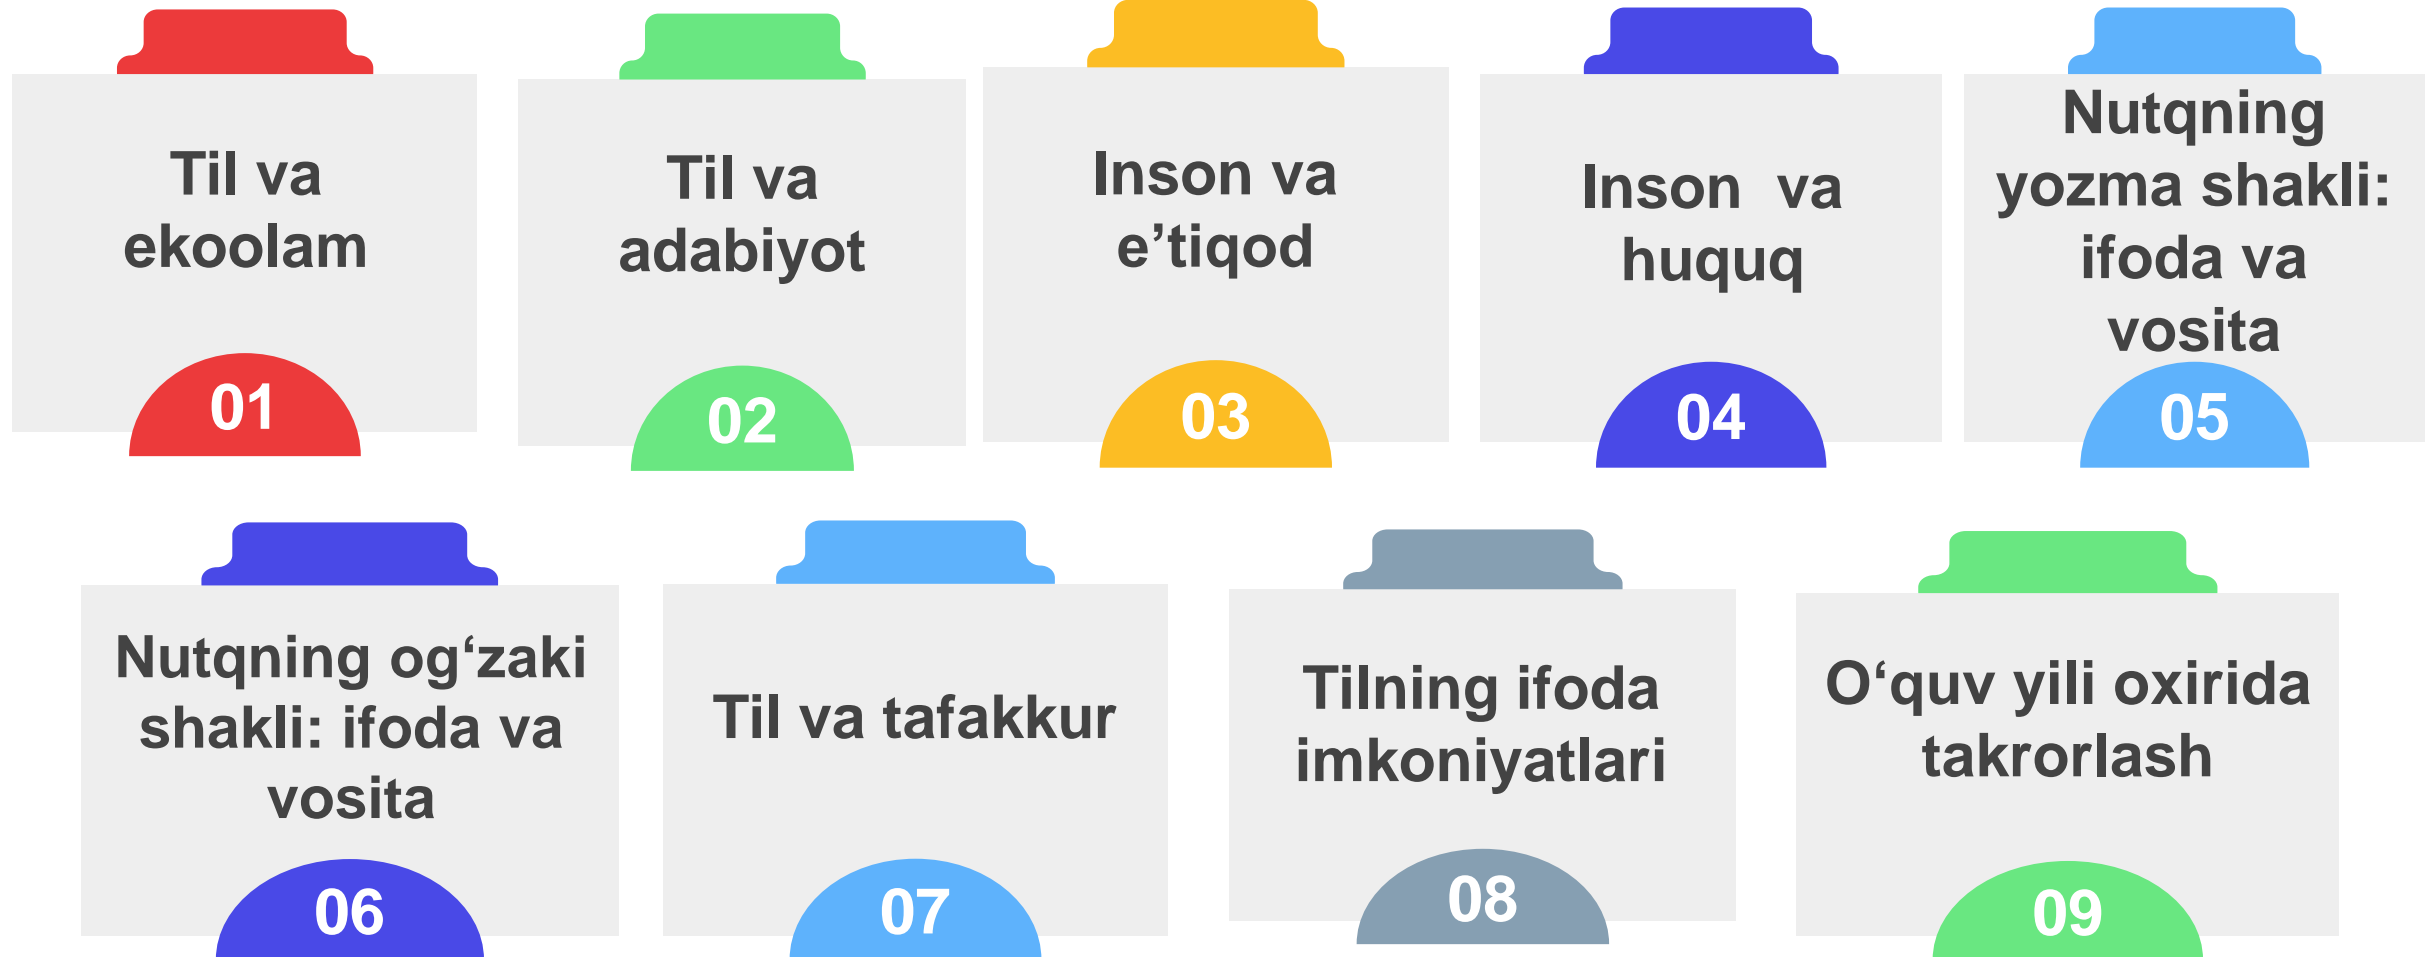 Til va
ekoolam
01
Til va
adabiyot
02
Inson va
e’tiqod
03
Inson  va
huquq
04
Nutqning
yozma shakli:
ifoda va
vosita
05
Nutqning og‘zaki
shakli: ifoda va
vosita
06
Til va tafakkur
07
Tilning ifoda
imkoniyatlari
08
O‘quv yili oxirida
takrorlash
09